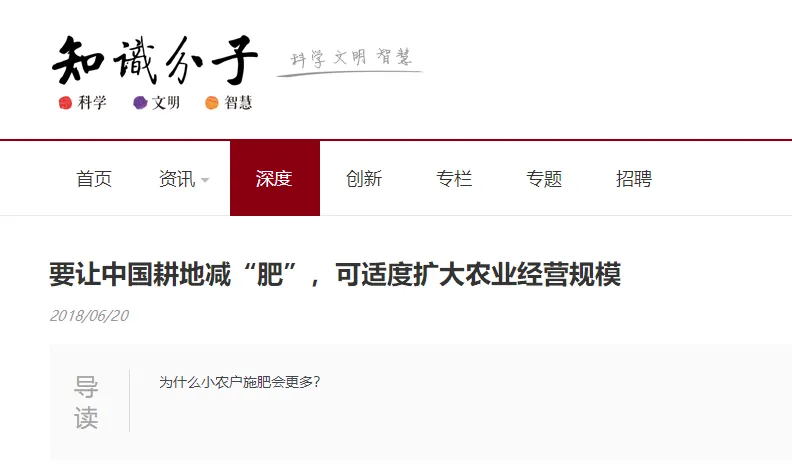 知識分子
科学文明智慧
科学 文明 智慧
首页 资讯 深度 创新 专栏 专题 招聘
要让中国耕地减“肥”，可适度扩大农业经营规模
2018/06/20
导读
为什么小农户施肥会更多？